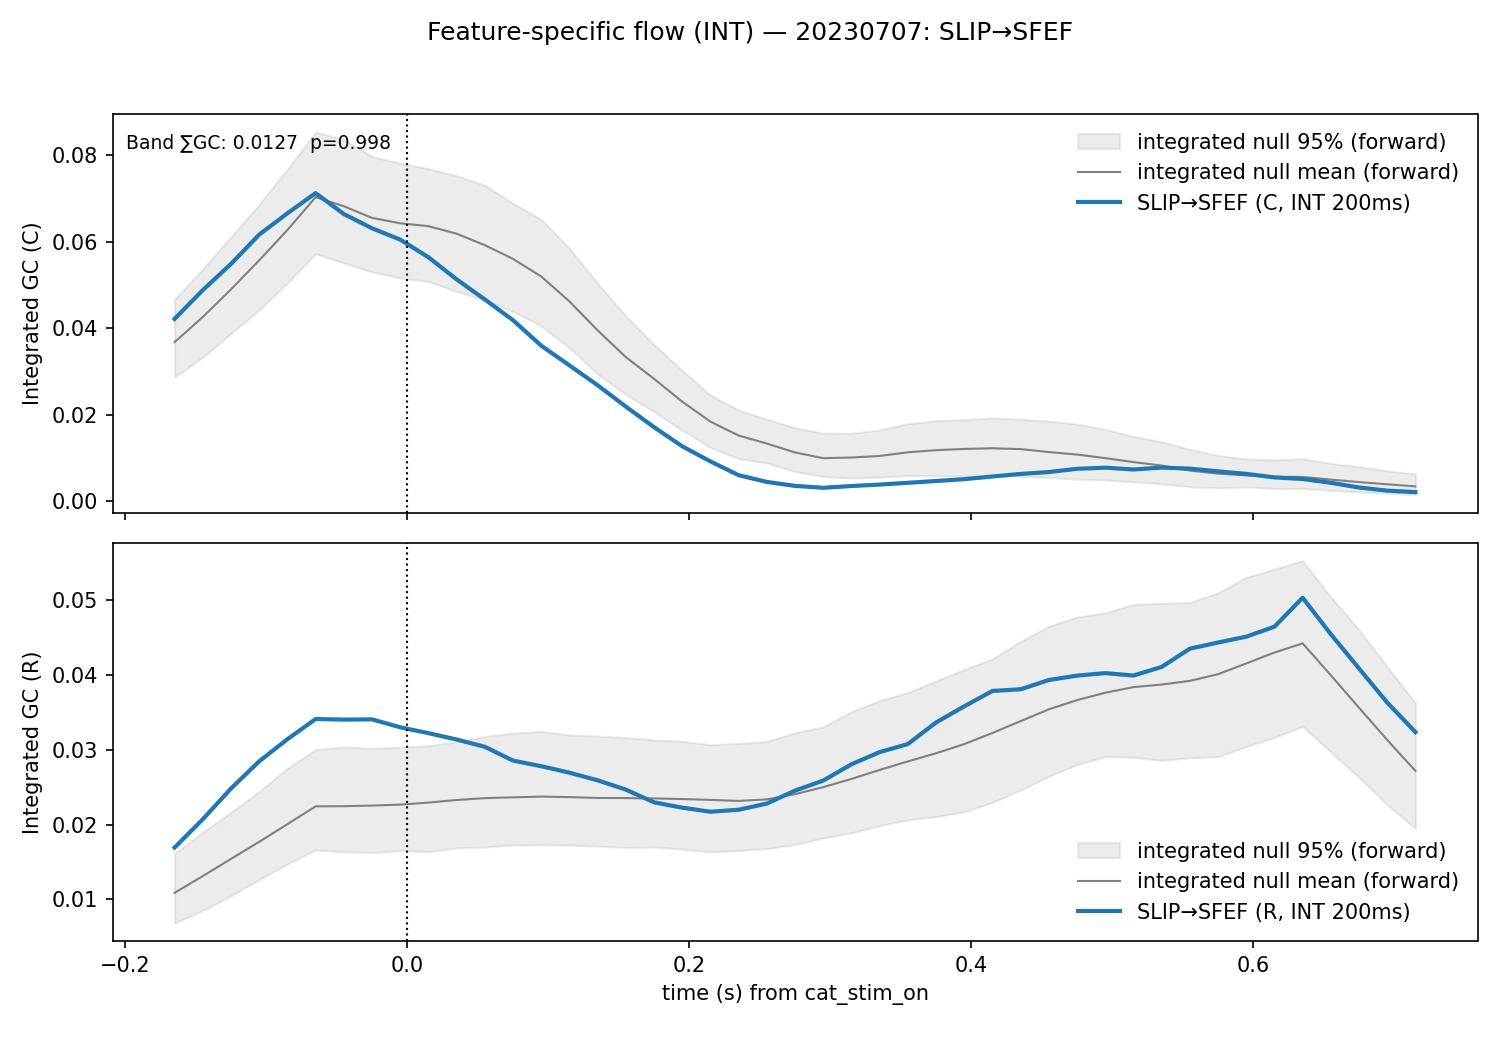 Feature-specific flow (INT) — 20230707: SLIP→SFEF
Band ∑GC: 0.0127  p=0.998
integrated null 95% (forward)
integrated null mean (forward)
SLIP→SFEF (C, INT 200ms)
Integrated GC (C)
0.08
0.06
0.04
0.02
0.00
Integrated GC (R)
0.05
0.04
0.03
0.02
0.01
integrated null 95% (forward)
integrated null mean (forward)
SLIP→SFEF (R, INT 200ms)
−0.2 0.0 0.2 0.4 0.6
time (s) from cat_stim_on